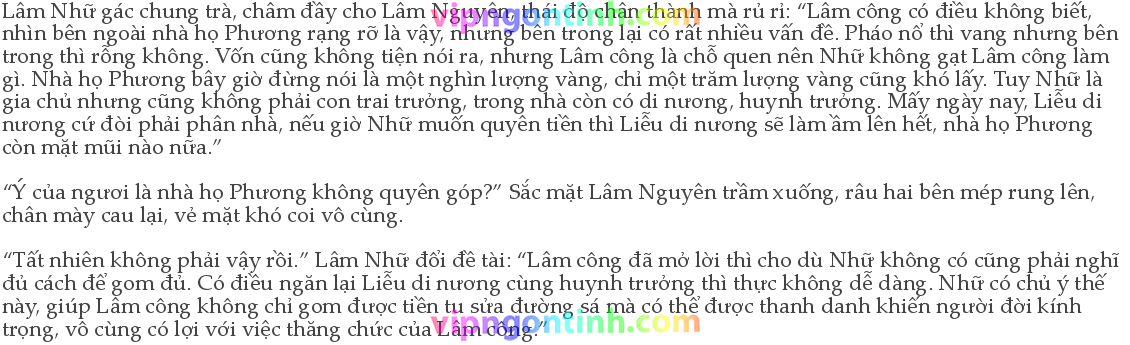 Lâm Nhữ gác chung trà, châm đầy cho Lâm Nguyên, thái độ chân thành mà rủ rỉ: “Lâm công có điều không biết,
nhìn bên ngoài nhà họ Phương rạng rỡ là vậy, nhưng bên trong lại có rất nhiều vấn đề. Pháo nổ thì vang nhưng bên
trong thì rỗng không. Vốn cũng không tiện nói ra, nhưng Lâm công là chỗ quen nên Nhữ không gạt Lâm công làm
gì. Nhà họ Phương bây giờ đừng nói là một nghìn lượng vàng, chỉ một trăm lượng vàng cũng khó lấy. Tuy Nhữ là
gia chủ nhưng cũng không phải con trai trưởng, trong nhà còn có di nương, huynh trưởng. Mấy ngày nay, Liễu di
nương cứ đòi phải phân nhà, nếu giờ Nhữ muốn quyên tiền thì Liễu di nương sẽ làm ầm lên hết, nhà họ Phương
còn mặt mũi nào nữa.”
“Ý của ngươi là nhà họ Phương không quyên góp?” Sắc mặt Lâm Nguyên trầm xuống, râu hai bên mép rung lên,
chân mày cau lại, vẻ mặt khó coi vô cùng.
“Tất nhiên không phải vậy rồi.” Lâm Nhữ đổi đề tài: “Lâm công đã mở lời thì cho dù Nhữ không có cũng phải nghĩ
đủ cách để gom đủ. Có điều ngăn lại Liễu di nương cùng huynh trưởng thì thực không dễ dàng. Nhữ có chủ ý thế
này, giúp Lâm công không chỉ gom được tiền tu sửa đường sá mà có thể được thanh danh khiến người đời kính
trọng, vô cùng có lợi với việc thăng chức của Lâm công.”
vipngontinh.com
vipngontinh.com